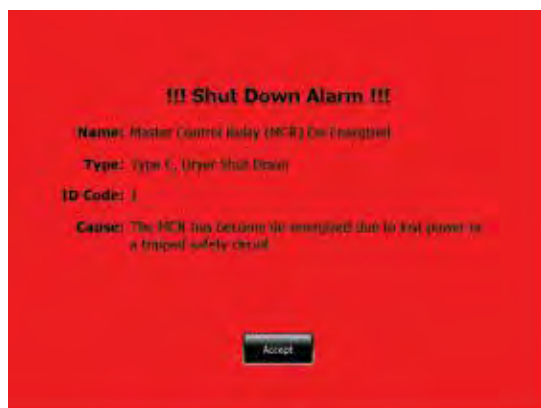 !!! Shut Down Alarm !!!
Name: Master Control Relay (MCR) De-Energized
Type: Type C, Dryer Shut Down
ID Code: 1
Cause: The MCR has become de-energized due to lost power or
a tripped safety circuit
Accept